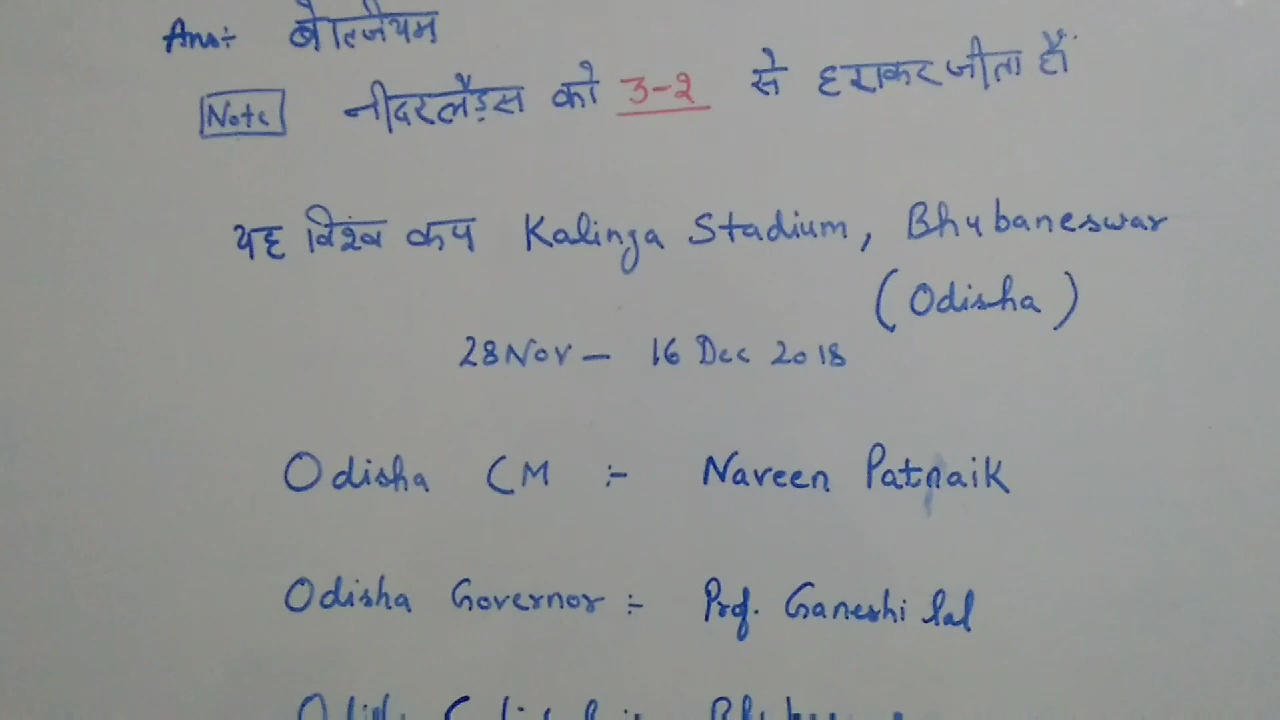 Ans:- बेल्जियम
Note नीदरलैंड्स को 3-2 से हराकर जीता हैं
यह विश्व कप Kalinga Stadium, Bhubaneswar
(Odisha)
28 Nov - 16 Dec 2018
Odisha CM :- Naveen Patnaik
Odisha Governor :- Prof. Ganeshi lal